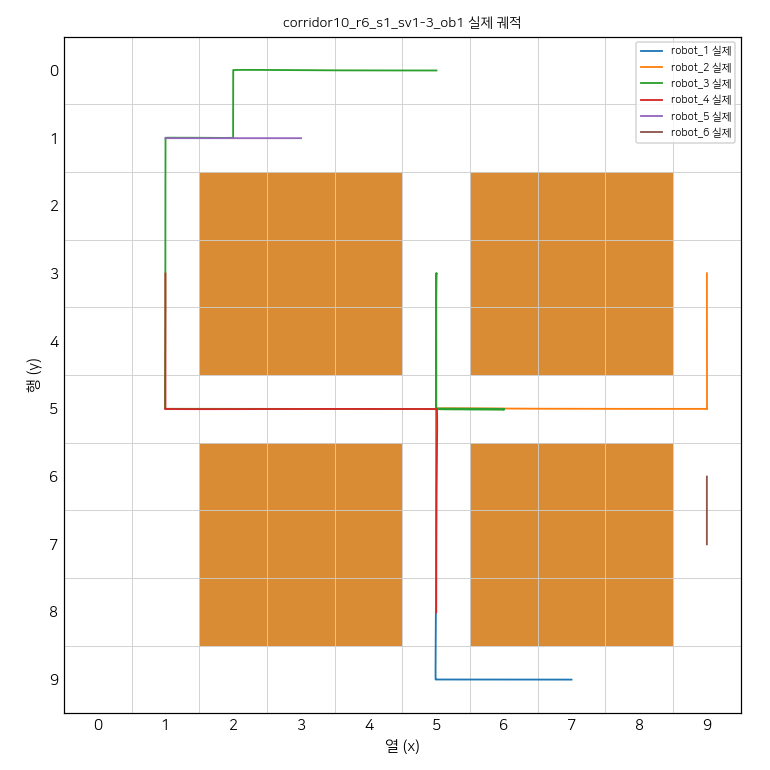 corridor10_r6_s1_sv1-3_ob1 실제 궤적
robot_1 실제
robot_2 실제
robot_3 실제
robot_4 실제
robot_5 실제
robot_6 실제
행 (y)
0
1
2
3
4
5
6
7
8
9
0 1 2 3 4 5 6 7 8 9
열 (x)